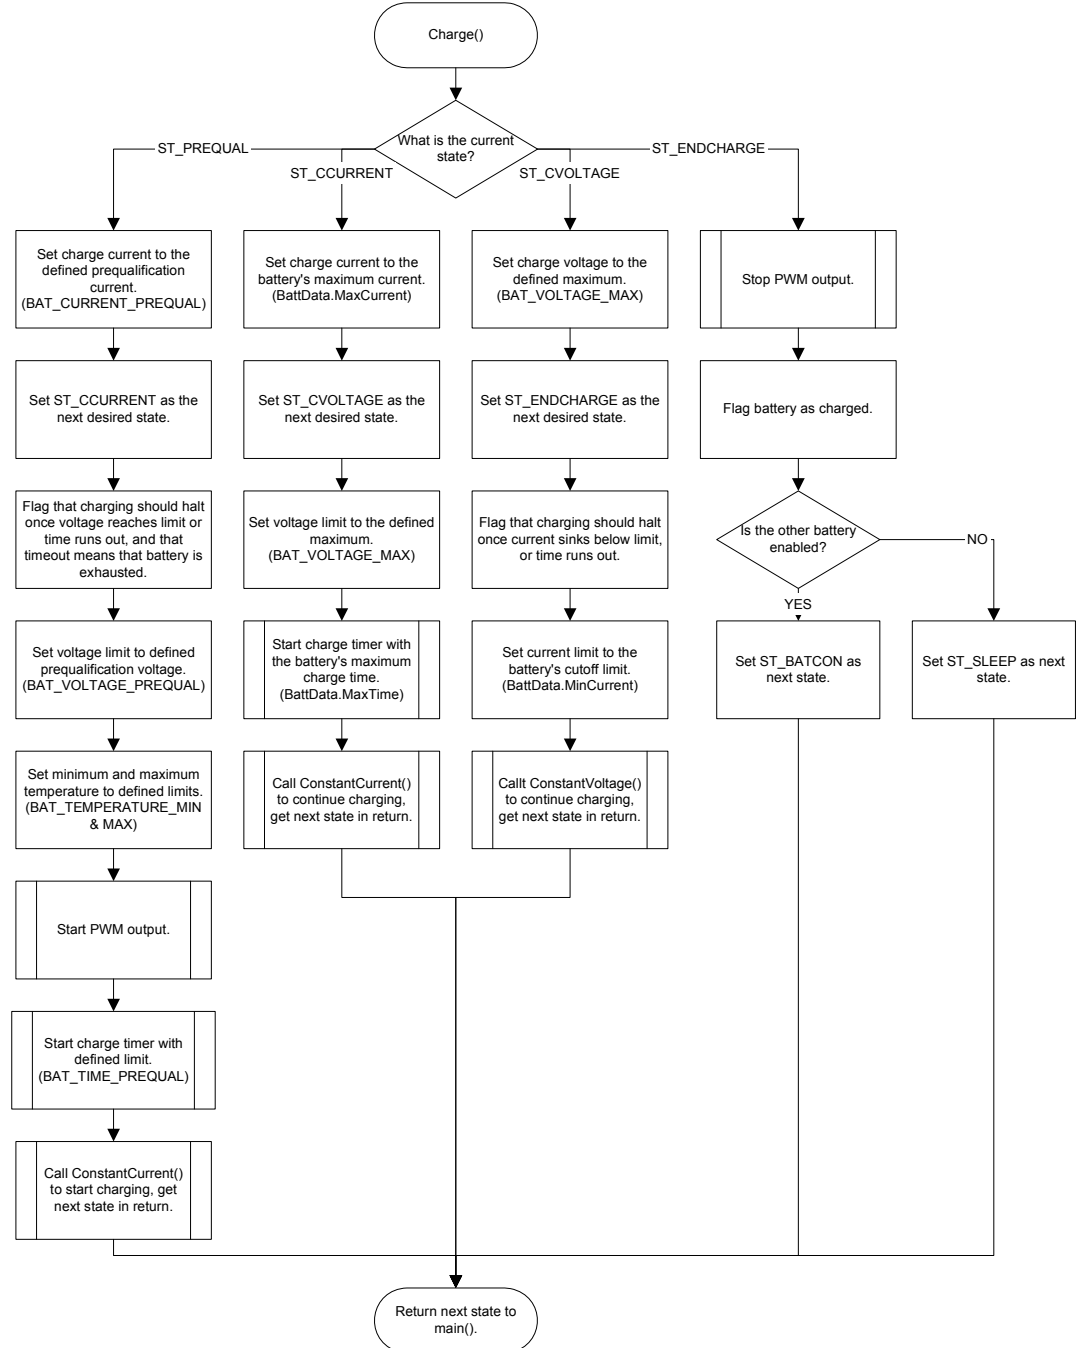 Charge()
What is the current
state?
ST_PREQUAL
ST_CCURRENT
ST_CVOLTAGE
ST_ENDCHARGE
Set charge current to the
defined prequalification
current.
(BAT_CURRENT_PREQUAL)
Set ST_CCURRENT as the
next desired state.
Flag that charging should halt
once voltage reaches limit or
time runs out, and that
timeout means that battery is
exhausted.
Set voltage limit to defined
prequalification voltage.
(BAT_VOLTAGE_PREQUAL)
Set minimum and maximum
temperature to defined limits.
(BAT_TEMPERATURE_MIN
& MAX)
Start PWM output.
Start charge timer with
defined limit.
(BAT_TIME_PREQUAL)
Call ConstantCurrent()
to start charging, get
next state in return.
Set charge current to the
battery's maximum current.
(BattData.MaxCurrent)
Set ST_CVOLTAGE as the
next desired state.
Set voltage limit to the defined
maximum.
(BAT_VOLTAGE_MAX)
Start charge timer with
the battery's maximum
charge time.
(BattData.MaxTime)
Call ConstantCurrent()
to continue charging,
get next state in return.
Set charge voltage to the
defined maximum.
(BAT_VOLTAGE_MAX)
Set ST_ENDCHARGE as the
next desired state.
Flag that charging should halt
once current sinks below limit,
or time runs out.
Set current limit to the
battery's cutoff limit.
(BattData.MinCurrent)
Callt ConstantVoltage()
to continue charging,
get next state in return.
Stop PWM output.
Flag battery as charged.
Is the other battery
enabled?
NO
YES
Set ST_BATCON as
next state.
Set ST_SLEEP as next
state.
Return next state to
main().